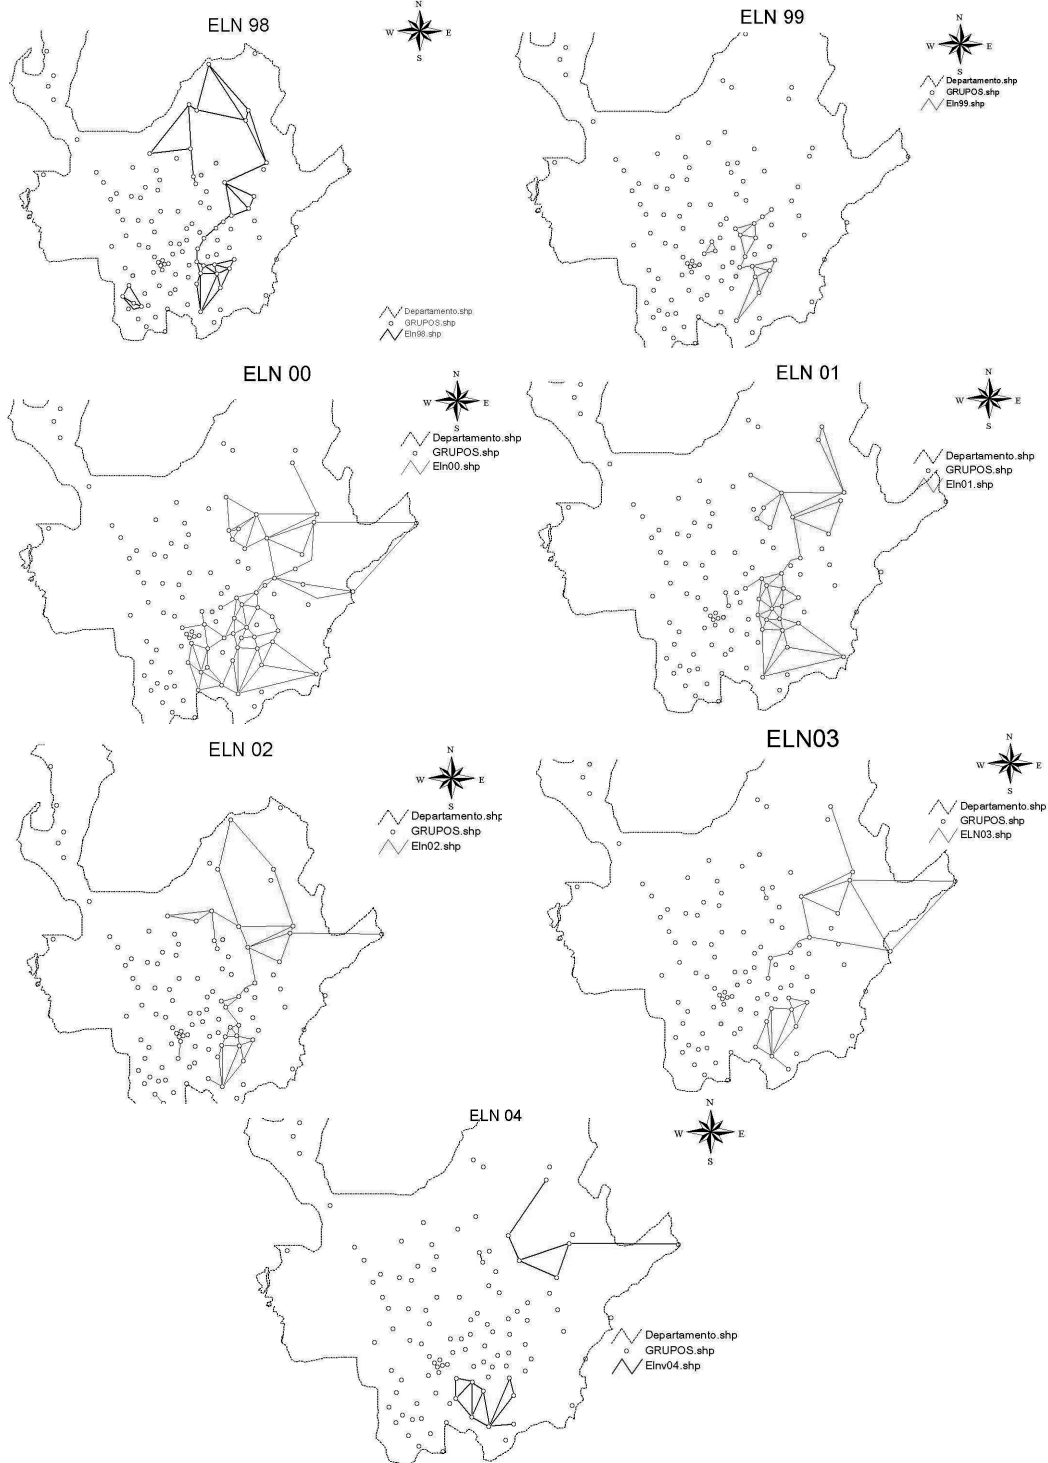 ELN 98
N
W E
S
Departamento.shp
GRUPOS.shp
Eln98.shp
ELN 99
N
W E
S
Departamento.shp
GRUPOS.shp
Eln99.shp
ELN 00
N
W E
S
Departamento.shp
GRUPOS.shp
Eln00.shp
ELN 01
N
W E
S
Departamento.shp
GRUPOS.shp
Eln01.shp
ELN 02
N
W E
S
Departamento.shp
GRUPOS.shp
Eln02.shp
ELN03
N
W E
S
Departamento.shp
GRUPOS.shp
ELN03.shp
ELN 04
N
W E
S
Departamento.shp
GRUPOS.shp
Elnv04.shp